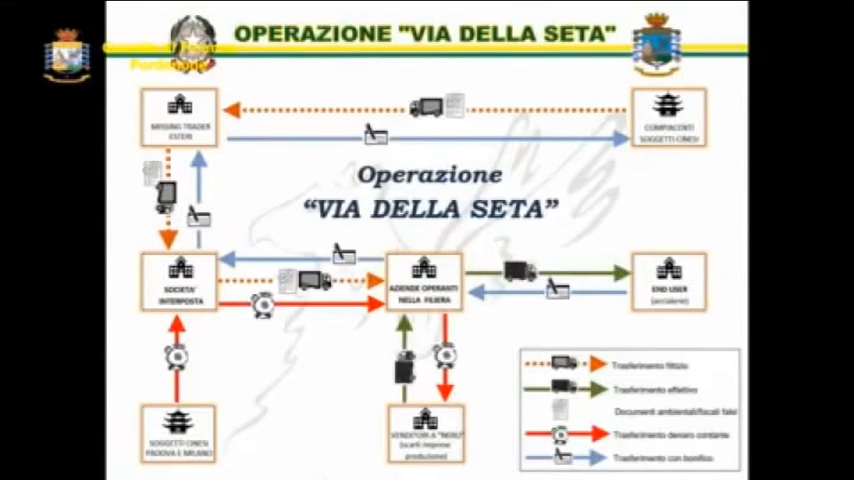 OPERAZIONE "VIA DELLA SETA"
Pordenone
MISSING TRADER
ESTERI
COMPIACENTI
SOGGETTI CINESI
Operazione
“VIA DELLA SETA”
SOCIETA'
INTERPOSTA
AZIENDE OPERANTI
NELLA FILIERA
END USER
(acciaierie)
SOGGETTI CINESI
PADOVA E MILANO
VENDITORI A "NERO"
(scarti imprese
produzione)
Trasferimento fittizio
Trasferimento effettivo
Documenti ambientali/fiscali falsi
Trasferimento denaro contante
Trasferimento con bonifico